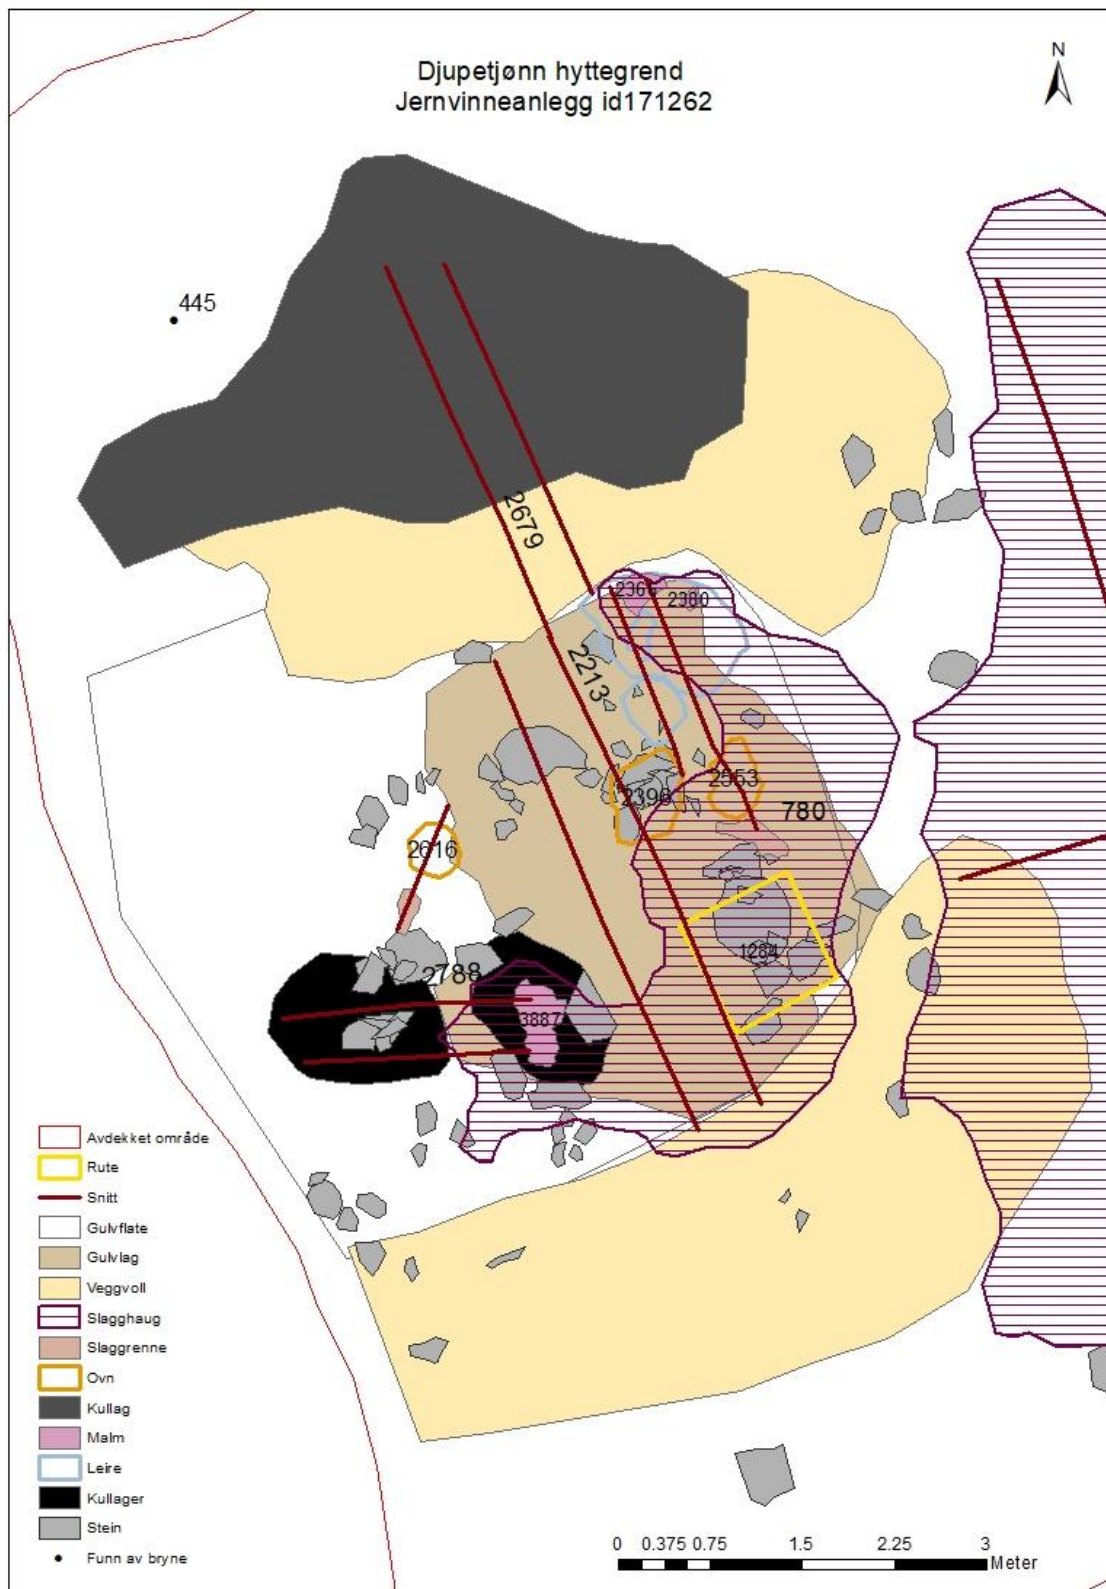 Djupetjønn hyttegrend
Jernvinneanlegg id171262
N
445
2679
2366
2380
2213
2396
2553
780
2616
1284
2788
3887
Avdekket område
Rute
Snitt
Gulvflate
Gulvlag
Veggvoll
Slagghaug
Slaggrenne
Ovn
Kullag
Malm
Leire
Kullager
Stein
Funn av bryne
0 0.375 0.75 1.5 2.25 3
Meter